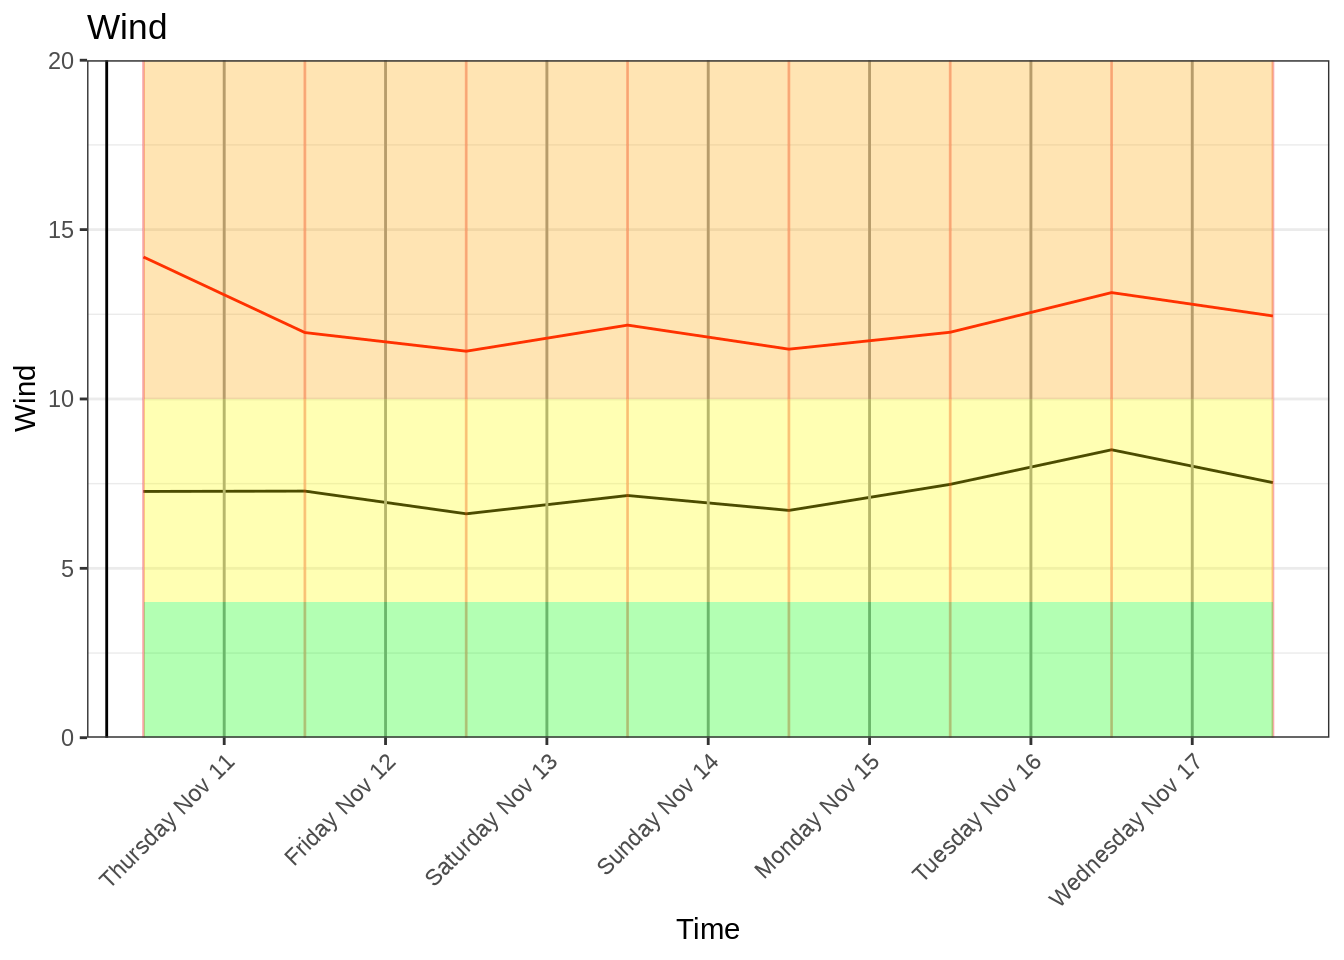 Wind
20
15
10
5
0
Wind
Thursday Nov 11
Friday Nov 12
Saturday Nov 13
Sunday Nov 14
Monday Nov 15
Tuesday Nov 16
Wednesday Nov 17
Time